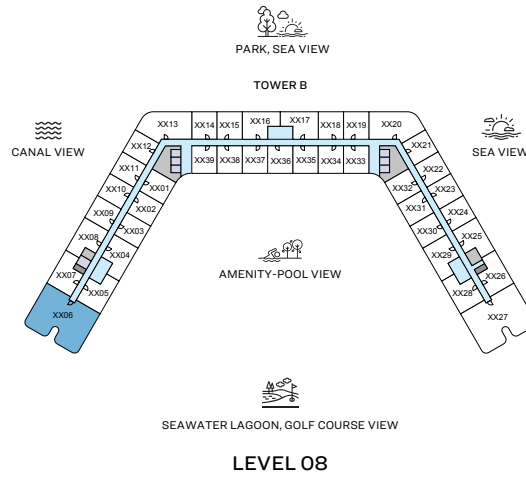 PARK, SEA VIEW
TOWER B
XX13 XX14 XX15 XX16 XX17 XX18 XX19 XX20
CANAL VIEW
SEA VIEW
XX12 XX39 XX38 XX37 XX36 XX35 XX34 XX33 XX21
XX11 XX01 XX32 XX22
XX10 XX02 XX31 XX23
XX09 XX03 XX30 XX24
XX08 XX04 XX29 XX25
AMENITY-POOL VIEW
XX07 XX05 XX28 XX26
XX06 XX27
SEAWATER LAGOON, GOLF COURSE VIEW
LEVEL 08